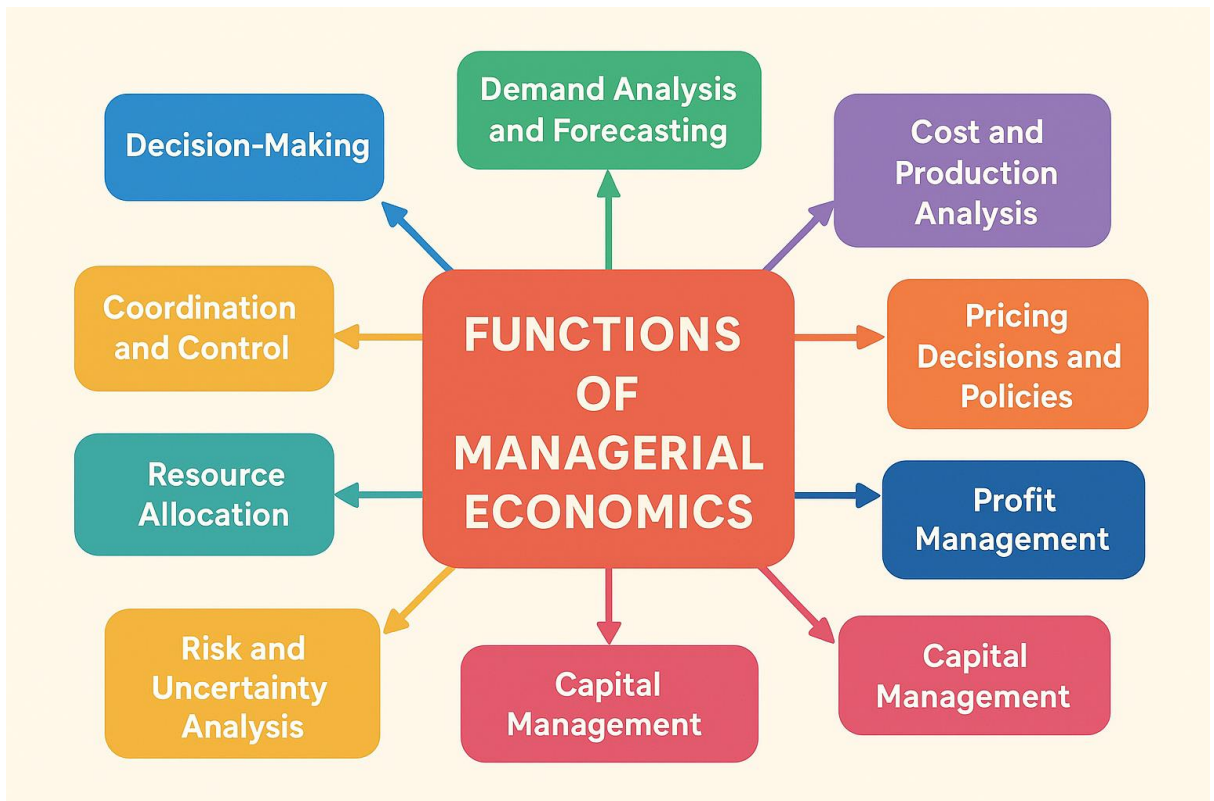 Decision-Making
Demand Analysis
and Forecasting
Cost and
Production
Analysis
Coordination
and Control
FUNCTIONS
OF
MANAGERIAL
ECONOMICS
Pricing
Decisions and
Policies
Resource
Allocation
Profit
Management
Risk and
Uncertainty
Analysis
Capital
Management
Capital
Management